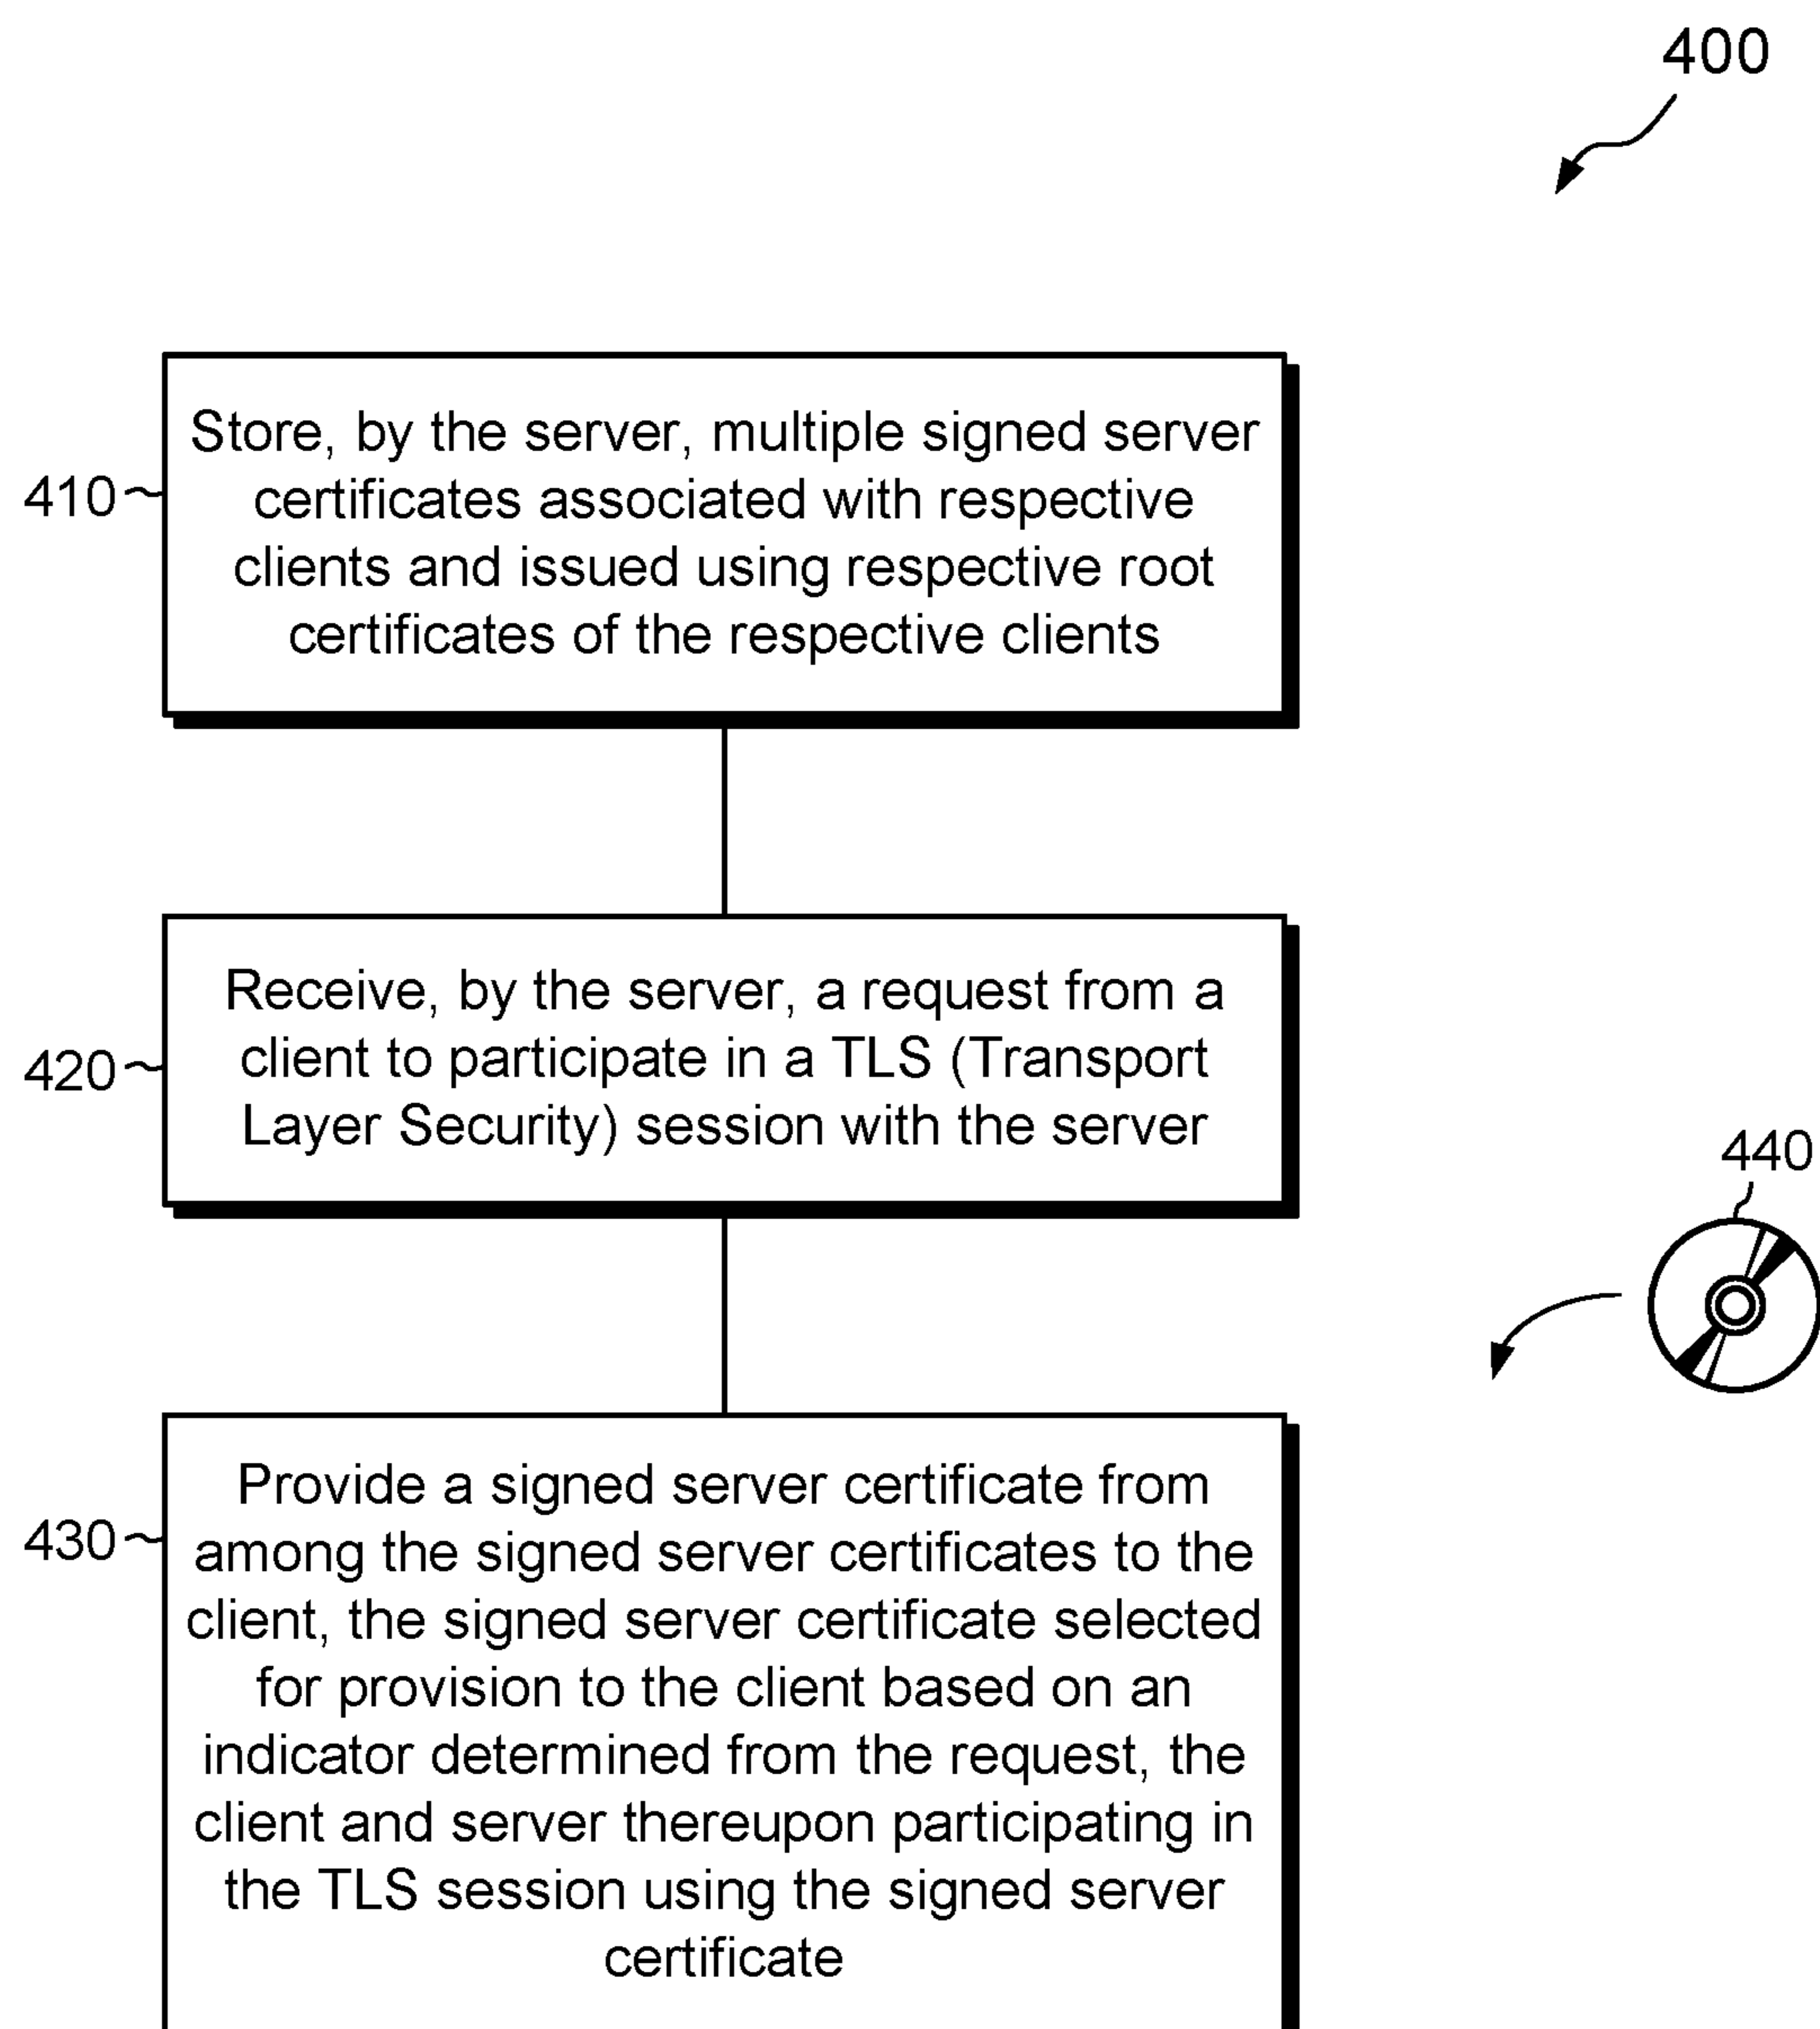 400
Store, by the server, multiple signed server
certificates associated with respective
clients and issued using respective root
certificates of the respective clients
410
Receive, by the server, a request from a
client to participate in a TLS (Transport
Layer Security) session with the server
420
440
Provide a signed server certificate from
among the signed server certificates to the
client, the signed server certificate selected
for provision to the client based on an
indicator determined from the request, the
client and server thereupon participating in
the TLS session using the signed server
certificate
430